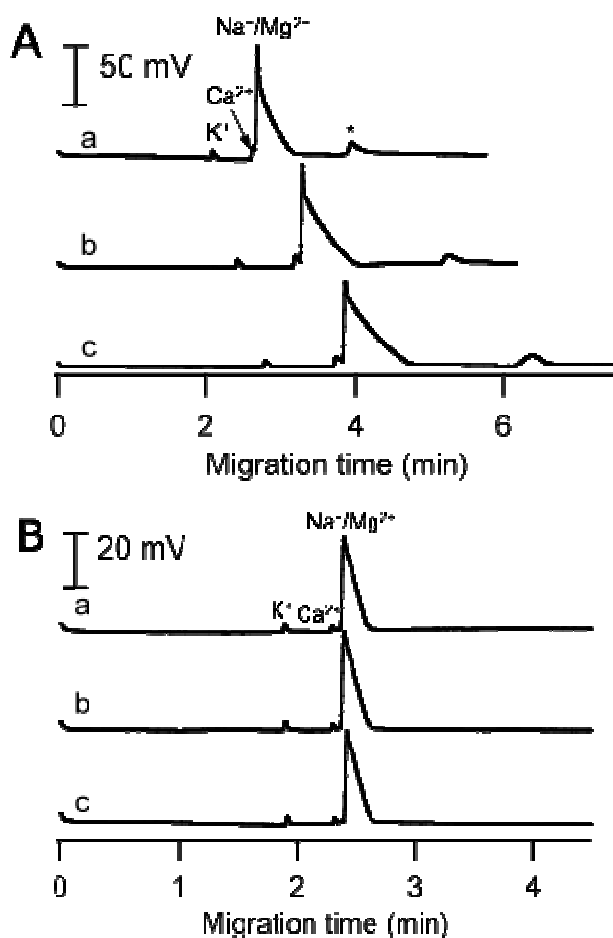 A
Na⁺/Mg²⁺
50 mV
Ca²⁺
K⁺
*
a
b
c
0 2 4 6
Migration time (min)
B
Na⁺/Mg²⁺
20 mV
a
K⁺ Ca²⁺
b
c
0 1 2 3 4
Migration time (min)